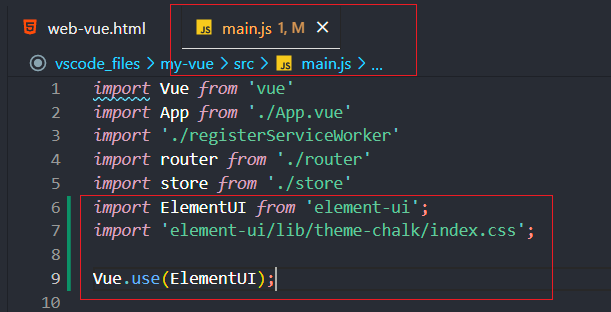 web-vue.html
JS main.js 1, M ×
vscode_files > my-vue > src > JS main.js > ...
1 import Vue from 'vue'
2 import App from './App.vue'
3 import './registerServiceWorker'
4 import router from './router'
5 import store from './store'
6 import ElementUI from 'element-ui';
7 import 'element-ui/lib/theme-chalk/index.css';
8
9 Vue.use(ElementUI);
10